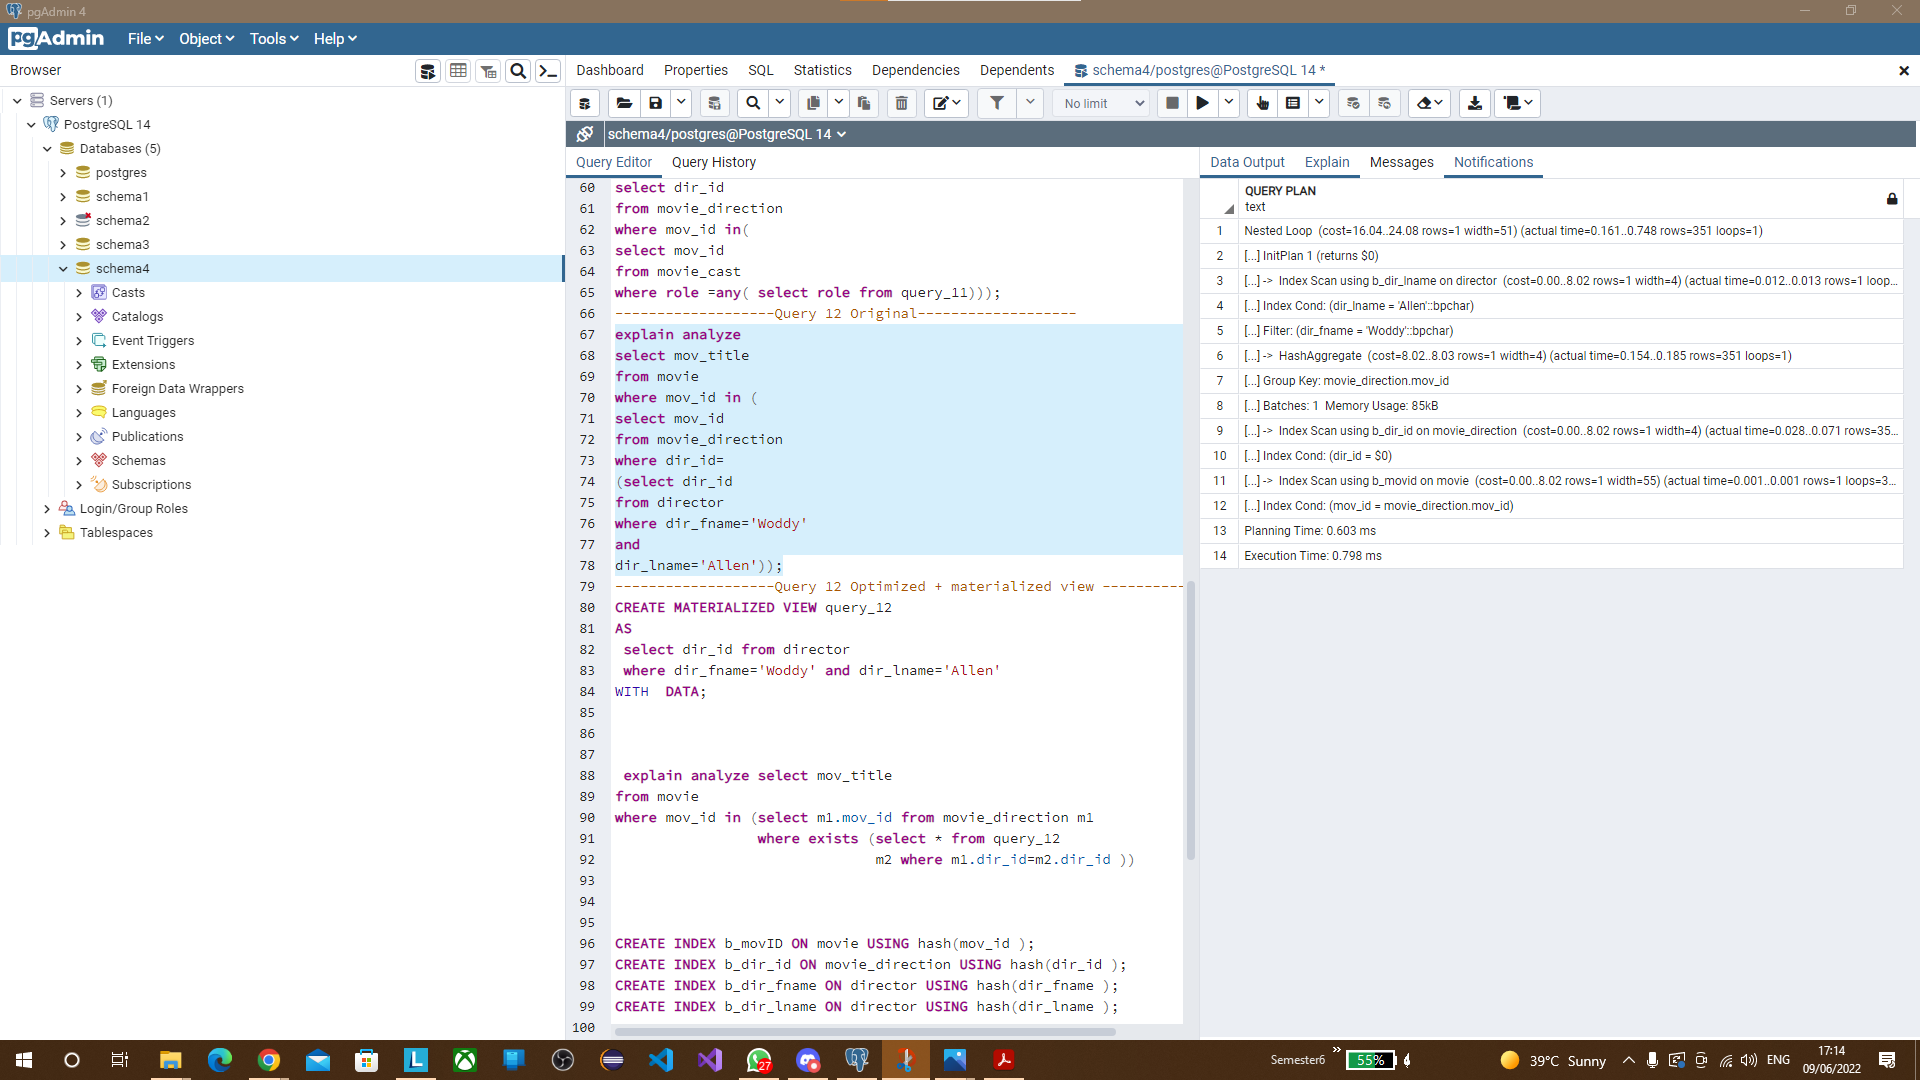 pgAdmin 4
pgAdmin File Object Tools Help
Browser
Dashboard Properties SQL Statistics Dependencies Dependents schema4/postgres@PostgreSQL 14 *
Servers (1)
PostgreSQL 14
Databases (5)
postgres
schema1
schema2
schema3
schema4
Casts
Catalogs
Event Triggers
Extensions
Foreign Data Wrappers
Languages
Publications
Schemas
Subscriptions
Login/Group Roles
Tablespaces
No limit
schema4/postgres@PostgreSQL 14
Query Editor Query History
60 select dir_id
61 from movie_direction
62 where mov_id in(
63 select mov_id
64 from movie_cast
65 where role =any( select role from query_11)));
66 -------------------Query 12 Original-------------------
67 explain analyze
68 select mov_title
69 from movie
70 where mov_id in (
71 select mov_id
72 from movie_direction
73 where dir_id=
74 (select dir_id
75 from director
76 where dir_fname='Woddy'
77 and
78 dir_lname='Allen'));
79 -------------------Query 12 Optimized + materialized view ----------
80 CREATE MATERIALIZED VIEW query_12
81 AS
82 select dir_id from director
83 where dir_fname='Woddy' and dir_lname='Allen'
84 WITH  DATA;
85
86
87
88 explain analyze select mov_title
89 from movie
90 where mov_id in (select m1.mov_id from movie_direction m1
91 where exists (select * from query_12
92 m2 where m1.dir_id=m2.dir_id ))
93
94
95
96 CREATE INDEX b_movID ON movie USING hash(mov_id );
97 CREATE INDEX b_dir_id ON movie_direction USING hash(dir_id );
98 CREATE INDEX b_dir_fname ON director USING hash(dir_fname );
99 CREATE INDEX b_dir_lname ON director USING hash(dir_lname );
100
Data Output Explain Messages Notifications
QUERY PLAN
text
1 Nested Loop  (cost=16.04..24.08 rows=1 width=51) (actual time=0.161..0.748 rows=351 loops=1)
2 [...] InitPlan 1 (returns $0)
3 [...] ->  Index Scan using b_dir_lname on director  (cost=0.00..8.02 rows=1 width=4) (actual time=0.012..0.013 rows=1 loop...
4 [...] Index Cond: (dir_lname = 'Allen'::bpchar)
5 [...] Filter: (dir_fname = 'Woddy'::bpchar)
6 [...] ->  HashAggregate  (cost=8.02..8.03 rows=1 width=4) (actual time=0.154..0.185 rows=351 loops=1)
7 [...] Group Key: movie_direction.mov_id
8 [...] Batches: 1  Memory Usage: 85kB
9 [...] ->  Index Scan using b_dir_id on movie_direction  (cost=0.00..8.02 rows=1 width=4) (actual time=0.028..0.071 rows=35...
10 [...] Index Cond: (dir_id = $0)
11 [...] ->  Index Scan using b_movid on movie  (cost=0.00..8.02 rows=1 width=55) (actual time=0.001..0.001 rows=1 loops=3...
12 [...] Index Cond: (mov_id = movie_direction.mov_id)
13 Planning Time: 0.603 ms
14 Execution Time: 0.798 ms
L 27 Semester6 » 55% 39°C Sunny ENG 17:14
09/06/2022